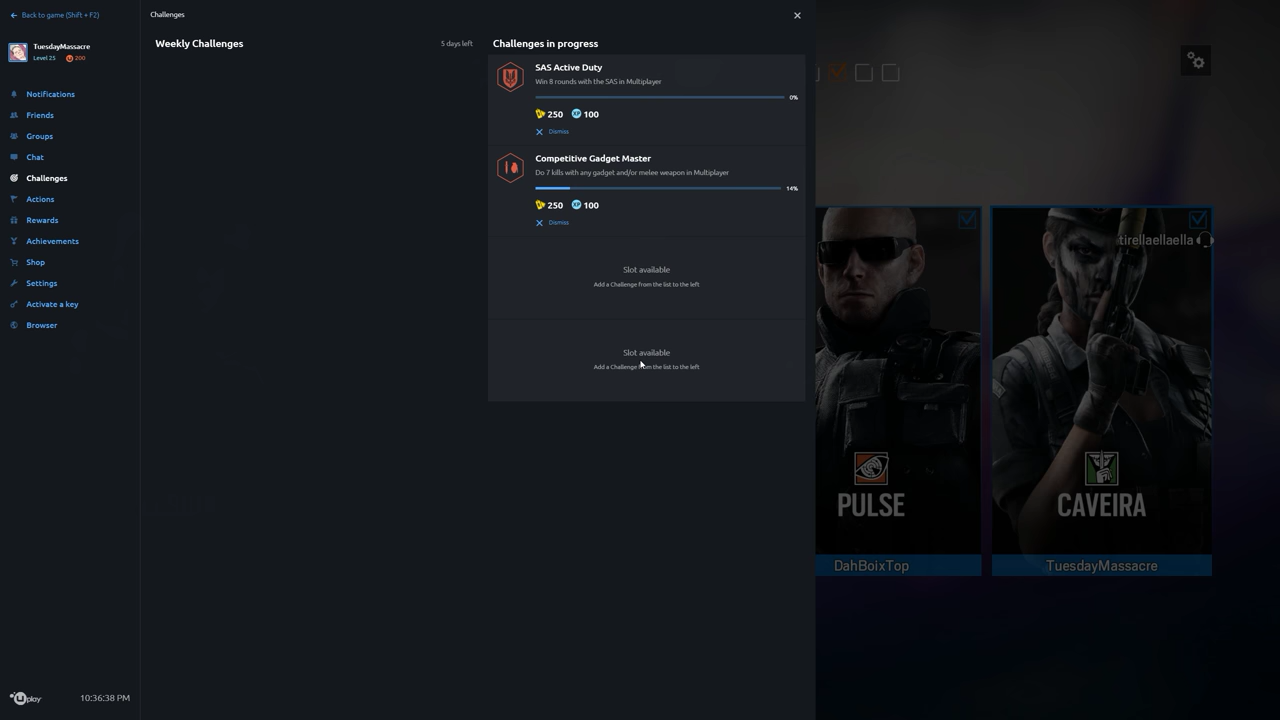 Back to game (Shift + F2)
TuesdayMassacre
Level 25
200
Notifications
Friends
Groups
Chat
Challenges
Actions
Rewards
Achievements
Shop
Settings
Activate a key
Browser
uplay
10:36:38 PM
Challenges
Weekly Challenges
5 days left
Challenges in progress
SAS Active Duty
Win 8 rounds with the SAS in Multiplayer
0%
250
XP
100
Dismiss
Competitive Gadget Master
Do 7 kills with any gadget and/or melee weapon in Multiplayer
14%
250
XP
100
Dismiss
Slot available
Add a Challenge from the list to the left
Slot available
Add a Challenge from the list to the left
tirellaellaella
PULSE
CAVEIRA
DahBoixTop
TuesdayMassacre